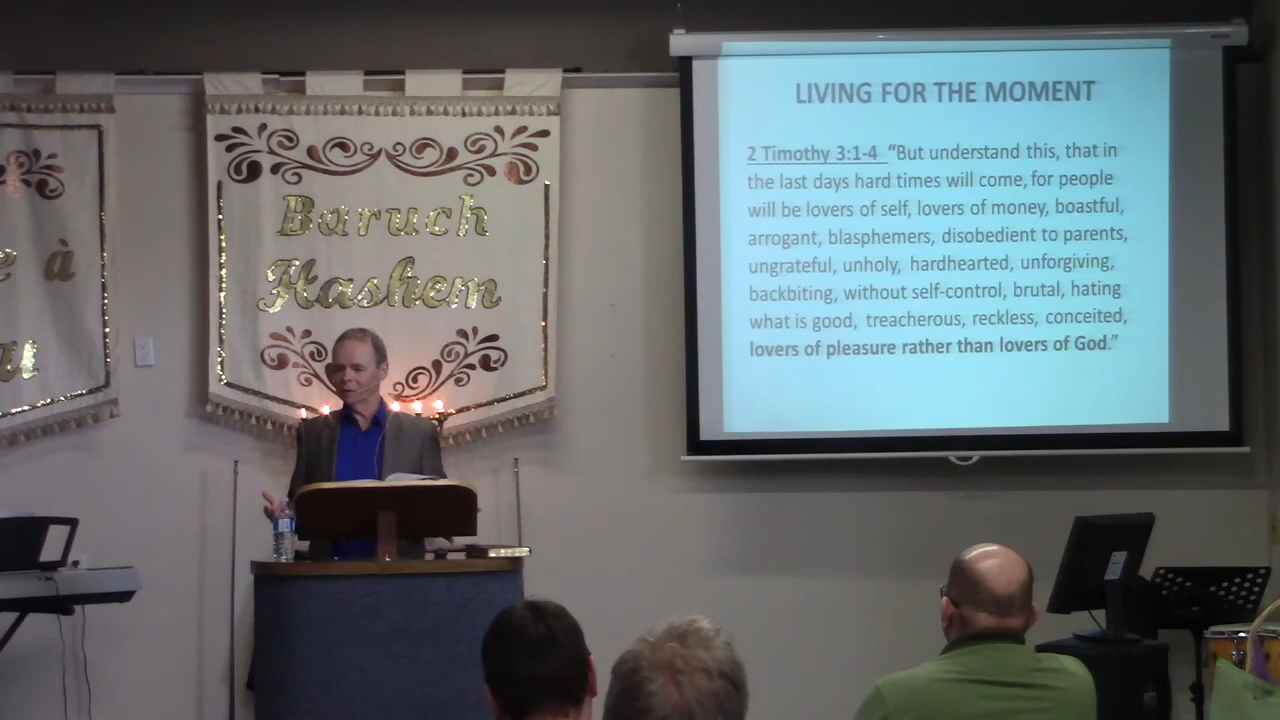 e à
u
Baruch
Hashem
LIVING FOR THE MOMENT
2 Timothy 3:1-4 “But understand this, that in
the last days hard times will come, for people
will be lovers of self, lovers of money, boastful,
arrogant, blasphemers, disobedient to parents,
ungrateful, unholy, hardhearted, unforgiving,
backbiting, without self-control, brutal, hating
what is good, treacherous, reckless, conceited,
lovers of pleasure rather than lovers of God.”